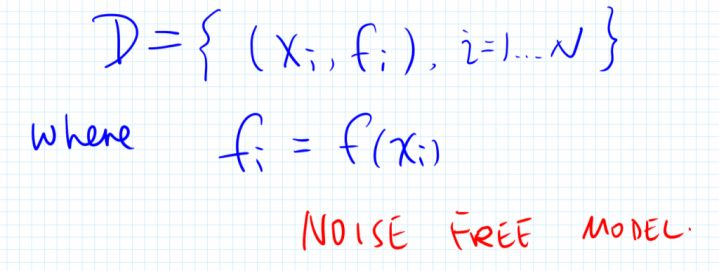 D = { (xi, fi), i=1...N }
where fi = f(xi)
NOISE FREE MODEL.